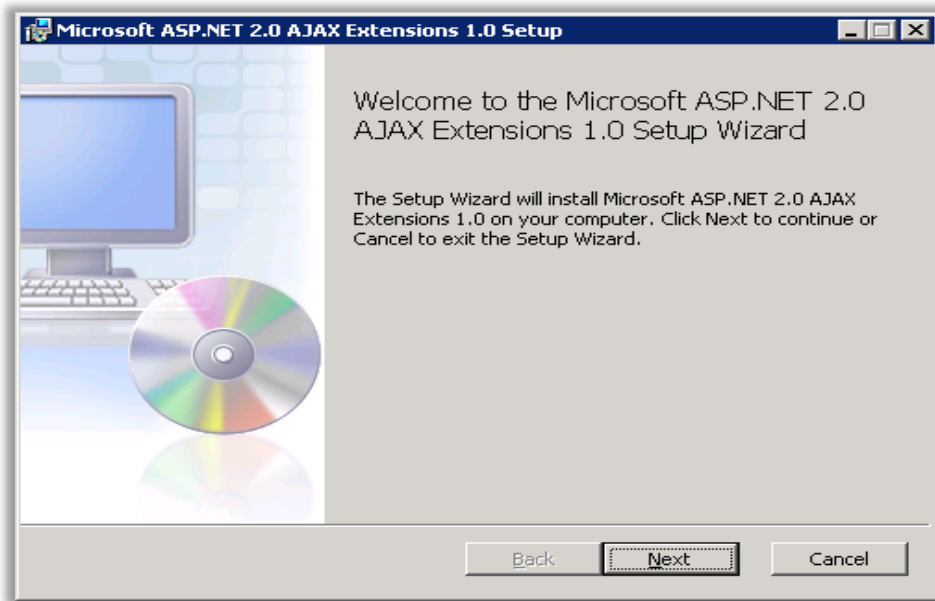 Microsoft ASP.NET 2.0 AJAX Extensions 1.0 Setup
Welcome to the Microsoft ASP.NET 2.0
AJAX Extensions 1.0 Setup Wizard
The Setup Wizard will install Microsoft ASP.NET 2.0 AJAX
Extensions 1.0 on your computer. Click Next to continue or
Cancel to exit the Setup Wizard.
Back Next Cancel